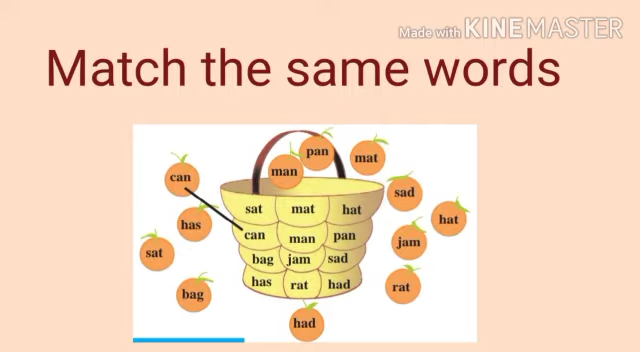 Made with KINEMASTER
Match the same words
pan
man
mat
can
sad
has
hat
sat
jam
bag
rat
had
sat mat hat
can man pan
bag jam sad
has rat had